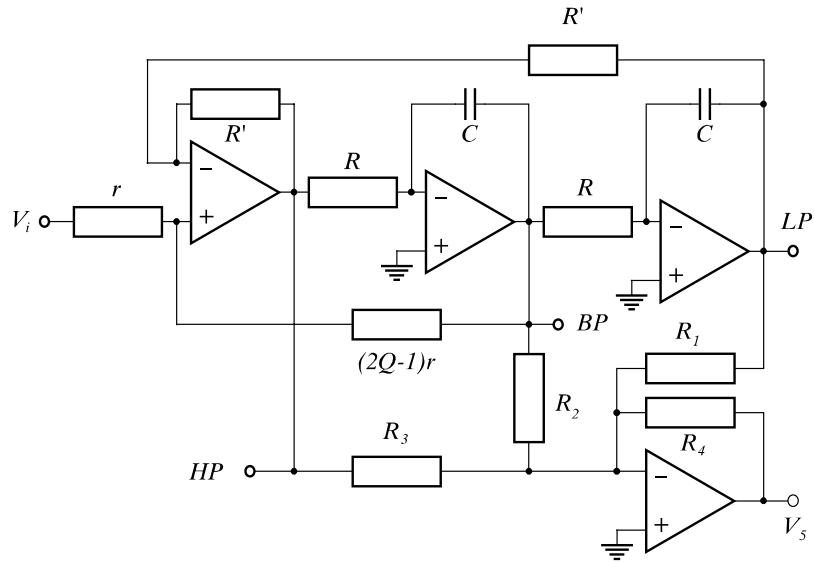 R'
R'
C
C
r
R
R
V_i
LP
BP
(2Q-1)r
R_1
R_2
R_3
R_4
HP
V_5
−
+
−
+
−
+
−
+